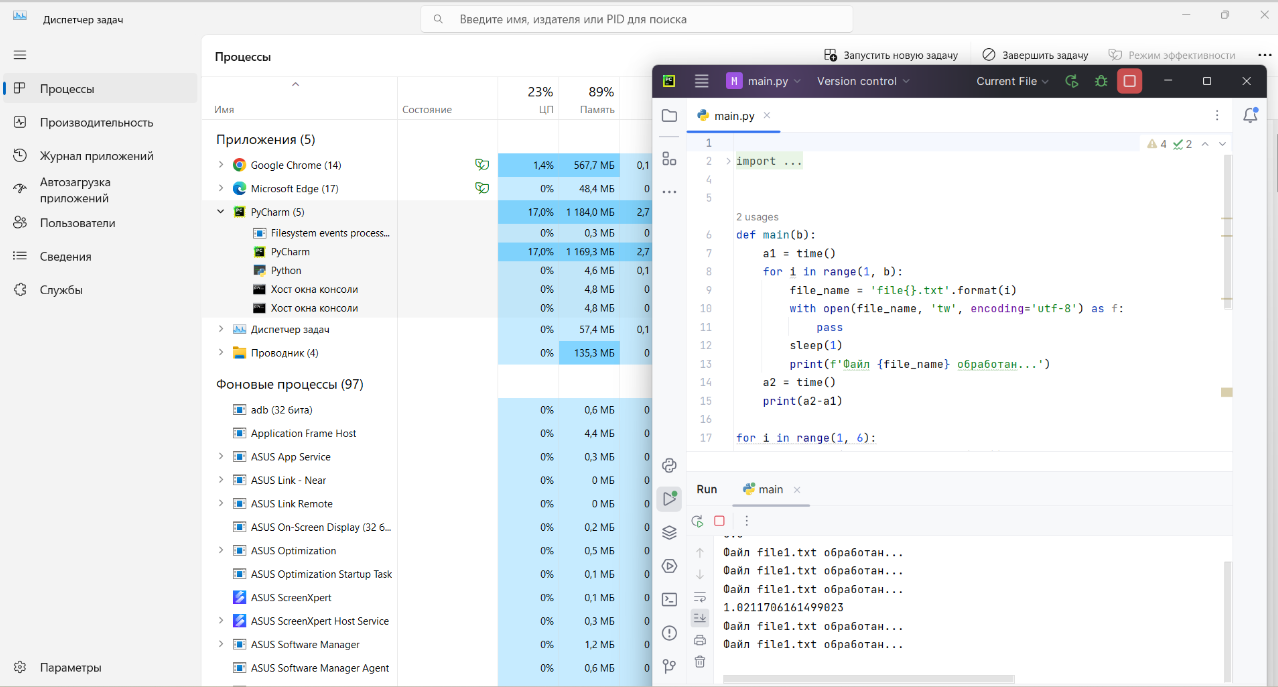 Диспетчер задач
Введите имя, издателя или PID для поиска
Процессы
Запустить новую задачу
Завершить задачу
Режим эффективности
Процессы
Производительность
Журнал приложений
Автозагрузка
приложений
Пользователи
Сведения
Службы
Параметры
Имя
Состояние
23%
ЦП
89%
Память
Приложения (5)
Google Chrome (14) 1,4% 567,7 МБ 0,1
Microsoft Edge (17) 0% 48,4 МБ 0
PyCharm (5) 17,0% 1 184,0 МБ 2,7
Filesystem events process... 0% 0,3 МБ 0
PyCharm 17,0% 1 169,3 МБ 2,7
Python 0% 4,6 МБ 0,1
Хост окна консоли 0% 4,8 МБ 0
Хост окна консоли 0% 4,8 МБ 0
Диспетчер задач 0% 57,4 МБ 0,1
Проводник (4) 0% 135,3 МБ 0
Фоновые процессы (97)
adb (32 бита) 0% 0,6 МБ 0
Application Frame Host 0% 4,4 МБ 0
ASUS App Service 0% 0,3 МБ 0
ASUS Link - Near 0% 0 МБ 0
ASUS Link Remote 0% 0 МБ 0
ASUS On-Screen Display (32 б... 0% 0,2 МБ 0
ASUS Optimization 0% 0,5 МБ 0
ASUS Optimization Startup Task 0% 0,1 МБ 0
ASUS ScreenXpert 0% 0,1 МБ 0
ASUS ScreenXpert Host Service 0% 0,3 МБ 0
ASUS Software Manager 0% 1,2 МБ 0
ASUS Software Manager Agent 0% 0,6 МБ 0
PC M main.py Version control Current File
main.py
4 2
1
2 import ...
4
5
2 usages
6 def main(b):
7 a1 = time()
8 for i in range(1, b):
9 file_name = 'file{}.txt'.format(i)
10 with open(file_name, 'tw', encoding='utf-8') as f:
11 pass
12 sleep(1)
13 print(f'Файл {file_name} обработан...')
14 a2 = time()
15 print(a2-a1)
16
17 for i in range(1, 6):
Run main
Файл file1.txt обработан...
Файл file1.txt обработан...
Файл file1.txt обработан...
1.0211706161499023
Файл file1.txt обработан...
Файл file1.txt обработан...